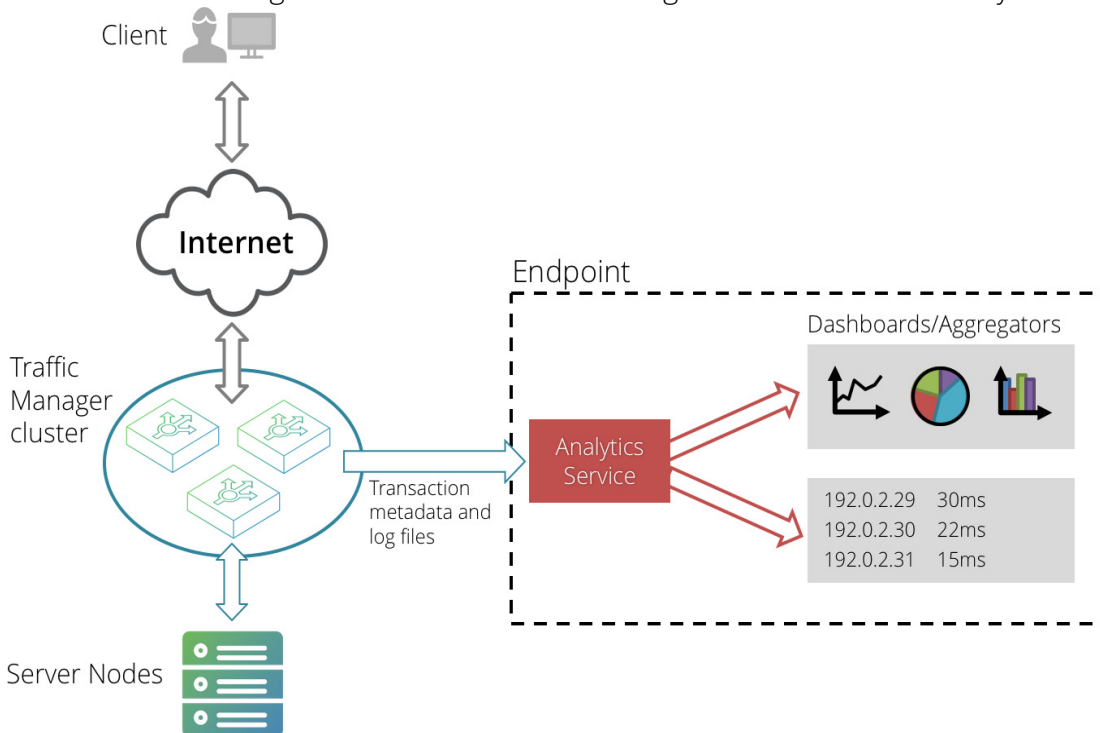 Client
Internet
Endpoint
Dashboards/Aggregators
Traffic
Manager
cluster
Analytics
Service
Transaction
metadata and
log files
192.0.2.29 30ms
192.0.2.30 22ms
192.0.2.31 15ms
Server Nodes